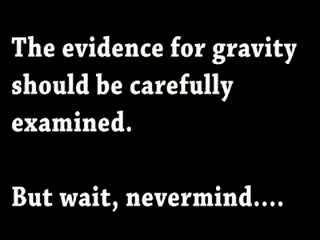 The evidence for gravity
should be carefully
examined.
But wait, nevermind....